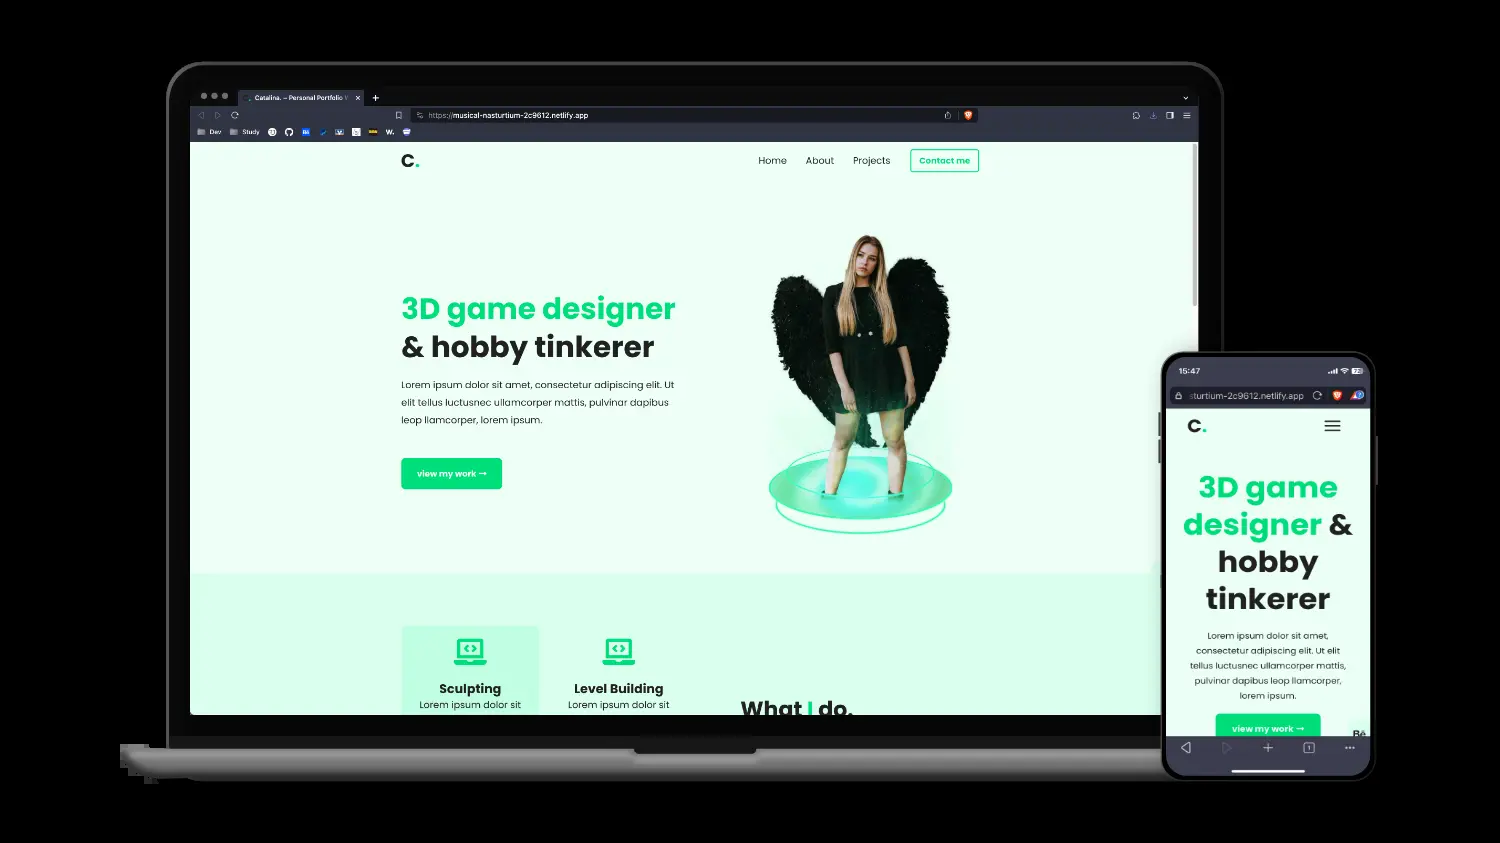 Catalina. – Personal Portfolio
https://musical-nasturtium-2c9612.netlify.app
Dev
Study
W.
C.
Home
About
Projects
Contact me
3D game designer
& hobby tinkerer
Lorem ipsum dolor sit amet, consectetur adipiscing elit. Ut
elit tellus luctusnec ullamcorper mattis, pulvinar dapibus
leop llamcorper, lorem ipsum.
view my work →
Sculpting
Lorem ipsum dolor sit
Level Building
Lorem ipsum dolor sit
What I do.
15:47
72
sturtium-2c9612.netlify.app
C.
3D game
designer &
hobby
tinkerer
Lorem ipsum dolor sit amet,
consectetur adipiscing elit. Ut elit
tellus luctusnec ullamcorper mattis,
pulvinar dapibus leop llamcorper,
lorem ipsum.
view my work →
Bē
1